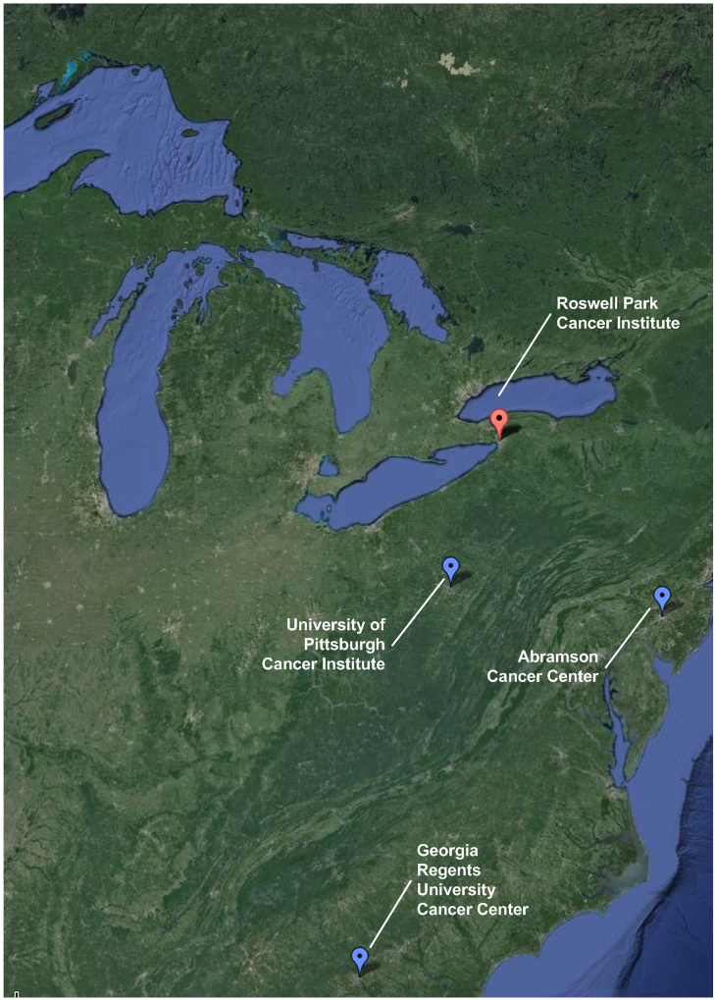 Roswell Park
Cancer Institute
University of
Pittsburgh
Cancer Institute
Abramson
Cancer Center
Georgia
Regents
University
Cancer Center